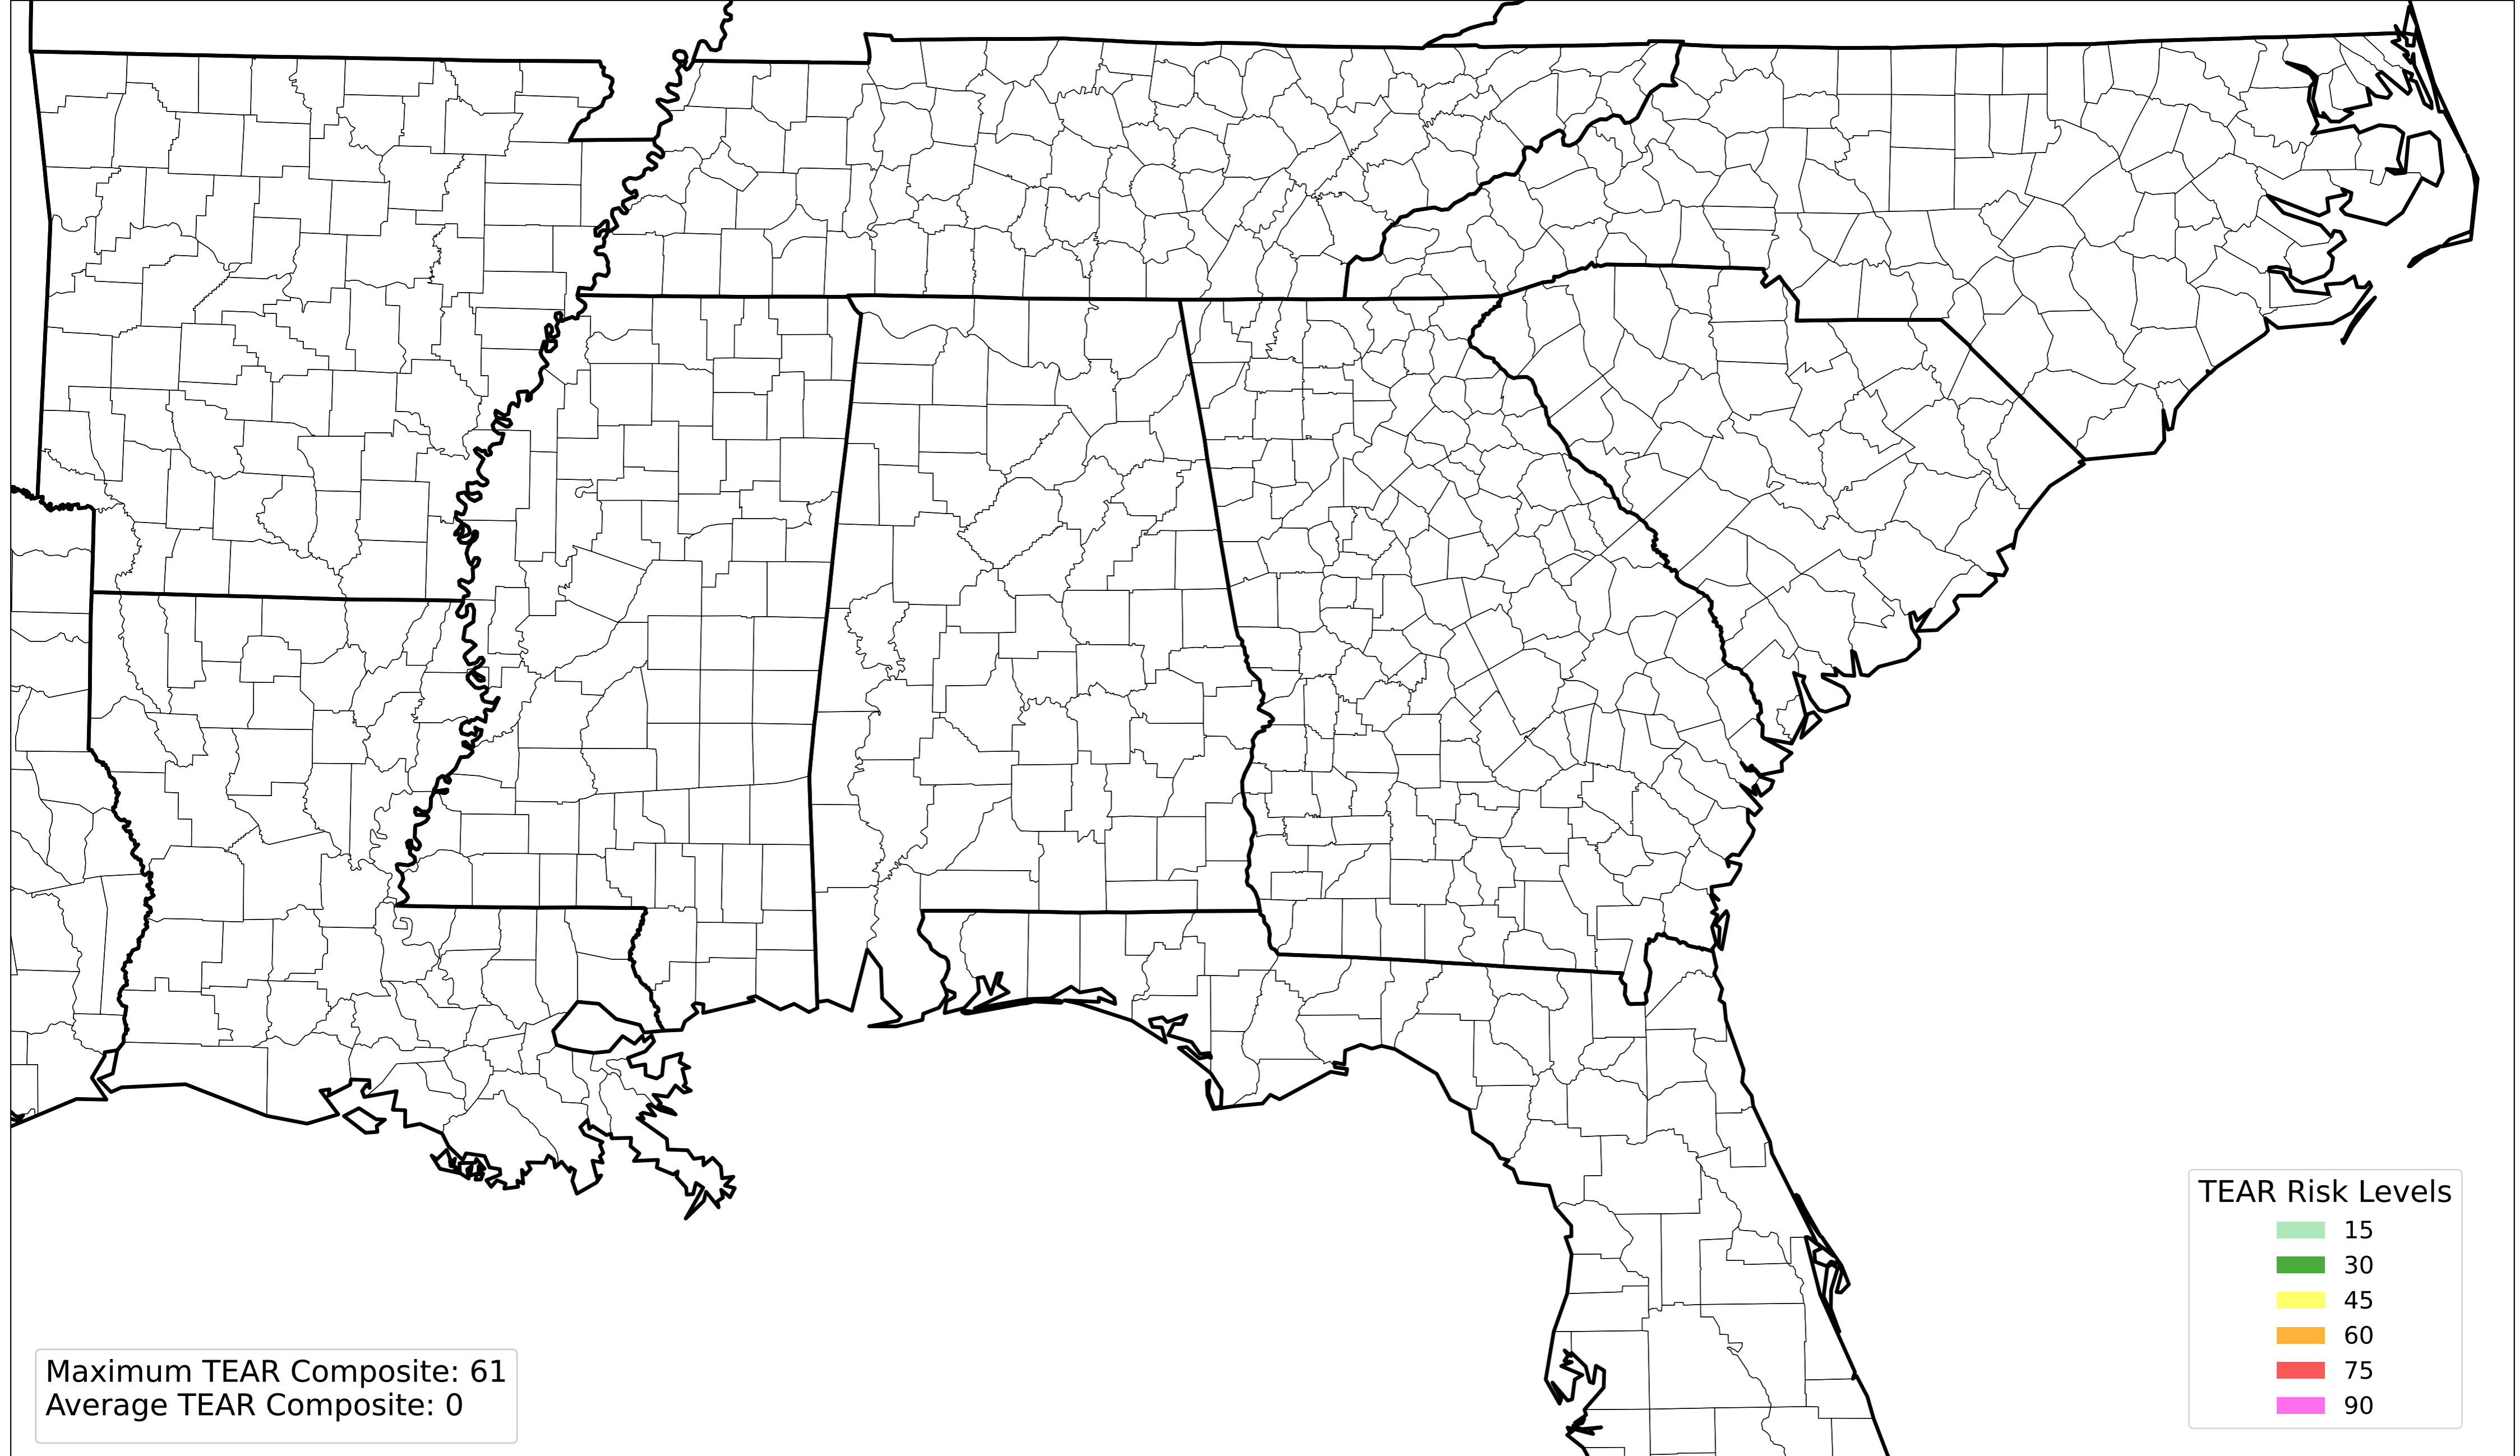 Maximum TEAR Composite: 61
Average TEAR Composite: 0
TEAR Risk Levels
15
30
45
60
75
90